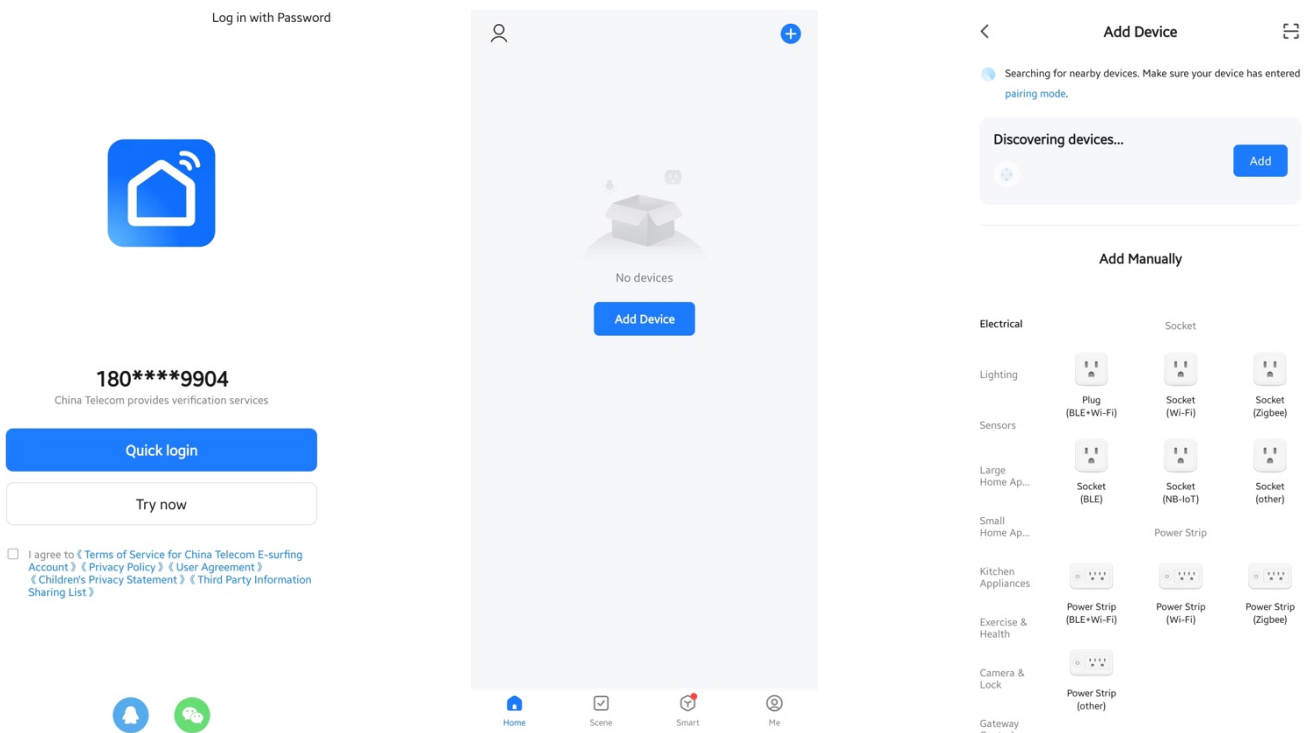 Log in with Password
180****9904
China Telecom provides verification services
Quick login
Try now
I agree to《 Terms of Service for China Telecom E-surfing
Account 》《 Privacy Policy 》《 User Agreement 》
《 Children's Privacy Statement 》《 Third Party Information
Sharing List 》
No devices
Add Device
Home
Scene
Smart
Me
Add Device
Searching for nearby devices. Make sure your device has entered
pairing mode.
Discovering devices...
Add
Add Manually
Electrical
Lighting
Sensors
Large
Home Ap...
Small
Home Ap...
Kitchen
Appliances
Exercise &
Health
Camera &
Lock
Gateway
Socket
Plug
(BLE+Wi-Fi)
Socket
(Wi-Fi)
Socket
(Zigbee)
Socket
(BLE)
Socket
(NB-IoT)
Socket
(other)
Power Strip
Power Strip
(BLE+Wi-Fi)
Power Strip
(Wi-Fi)
Power Strip
(Zigbee)
Power Strip
(other)